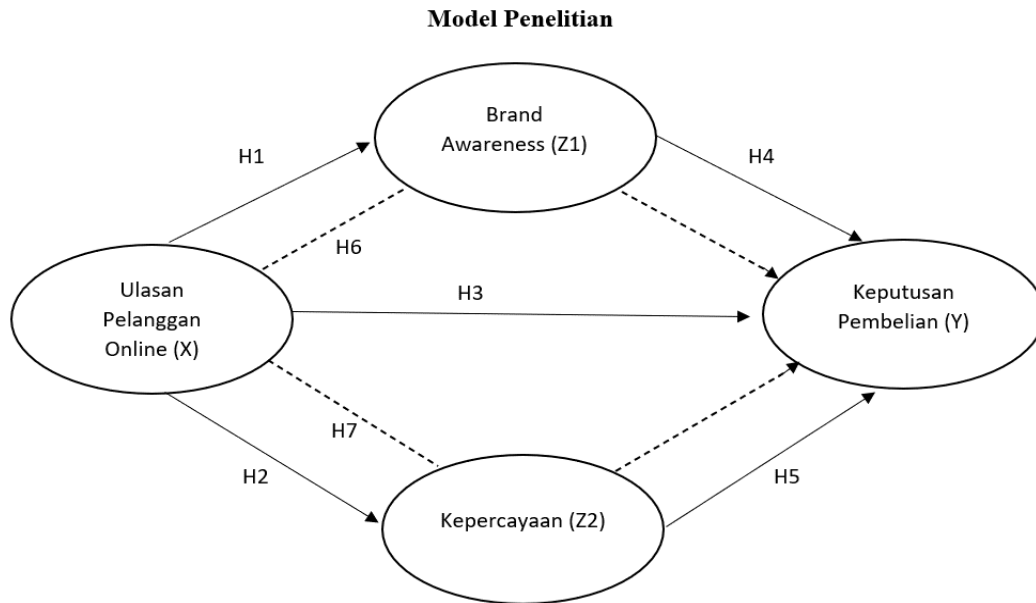 Model Penelitian
Brand
Awareness (Z1)
H1
H4
H6
Ulasan
Pelanggan
Online (X)
H3
Keputusan
Pembelian (Y)
H7
H2
H5
Kepercayaan (Z2)